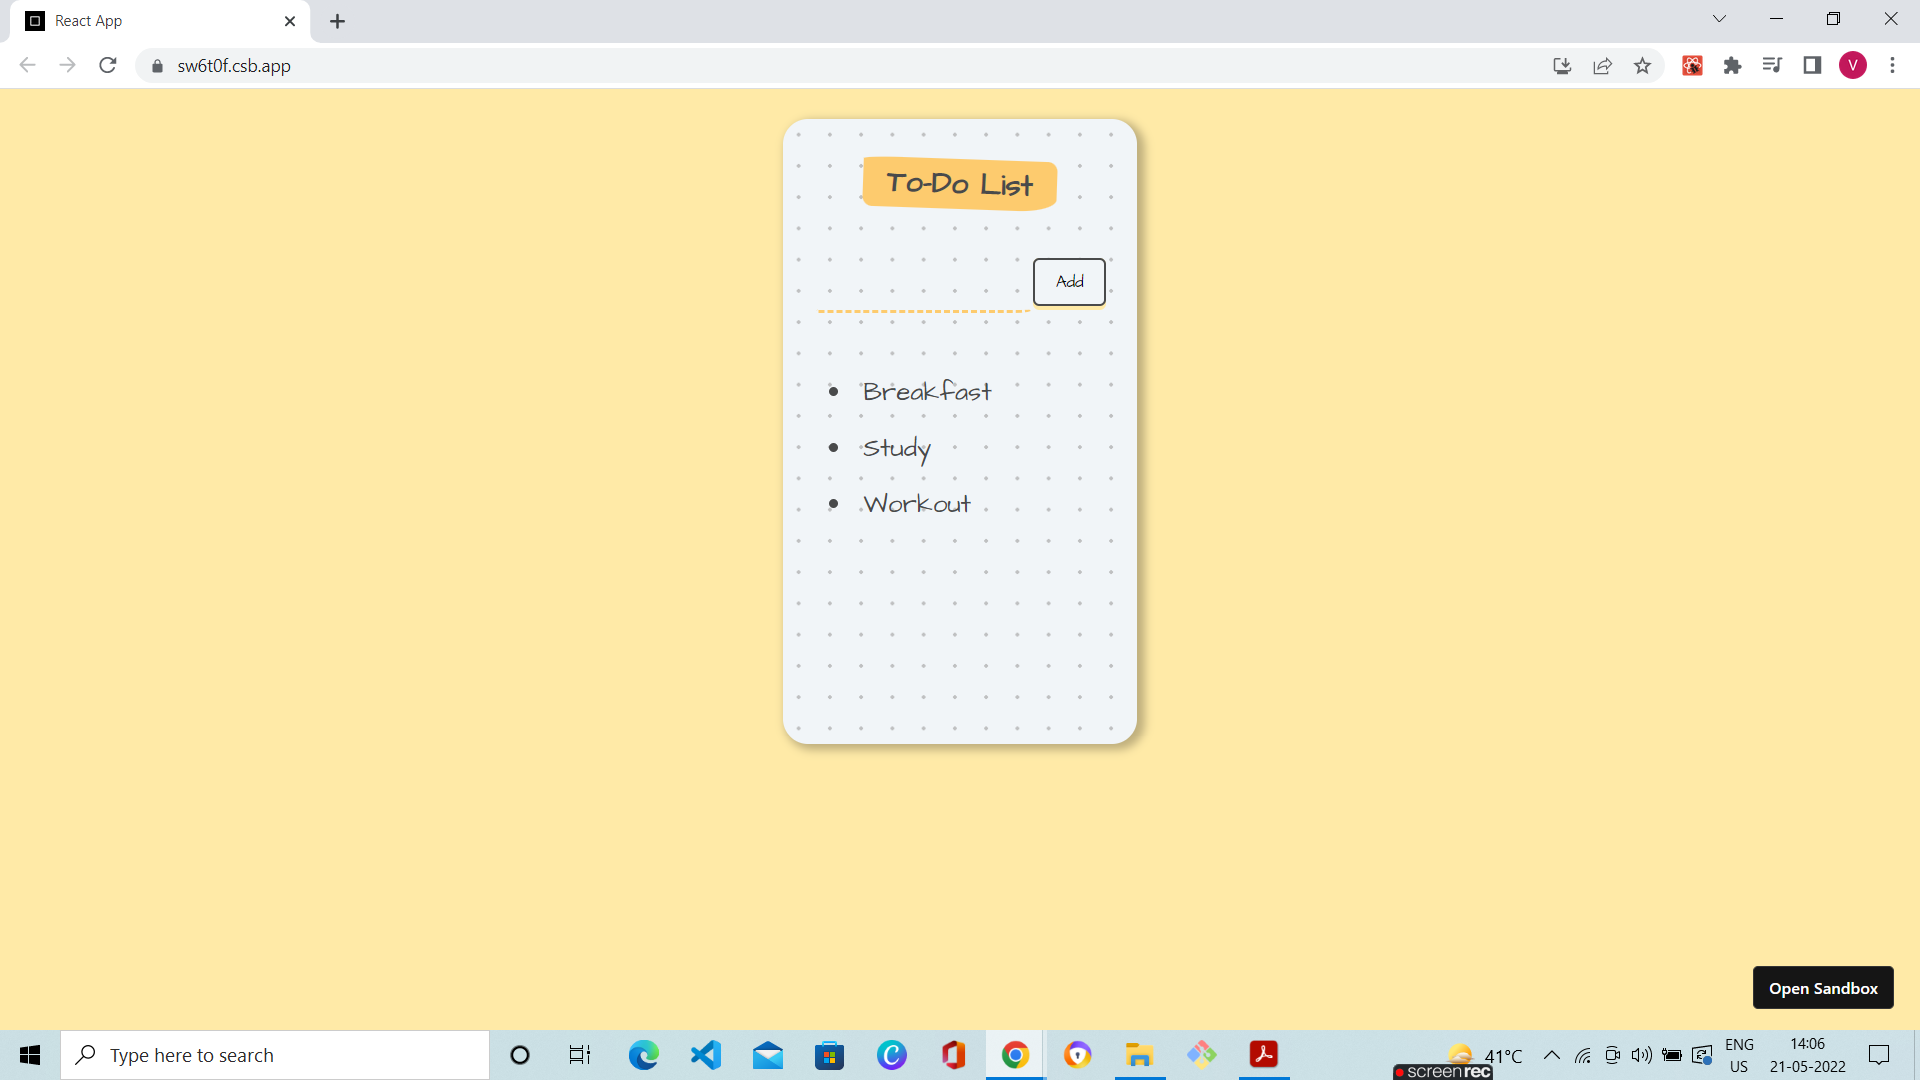 React App
sw6t0f.csb.app
V
To-Do List
Add
Breakfast
Study
Workout
Open Sandbox
Type here to search
41°C
ENG
US
14:06
21-05-2022
screenrec